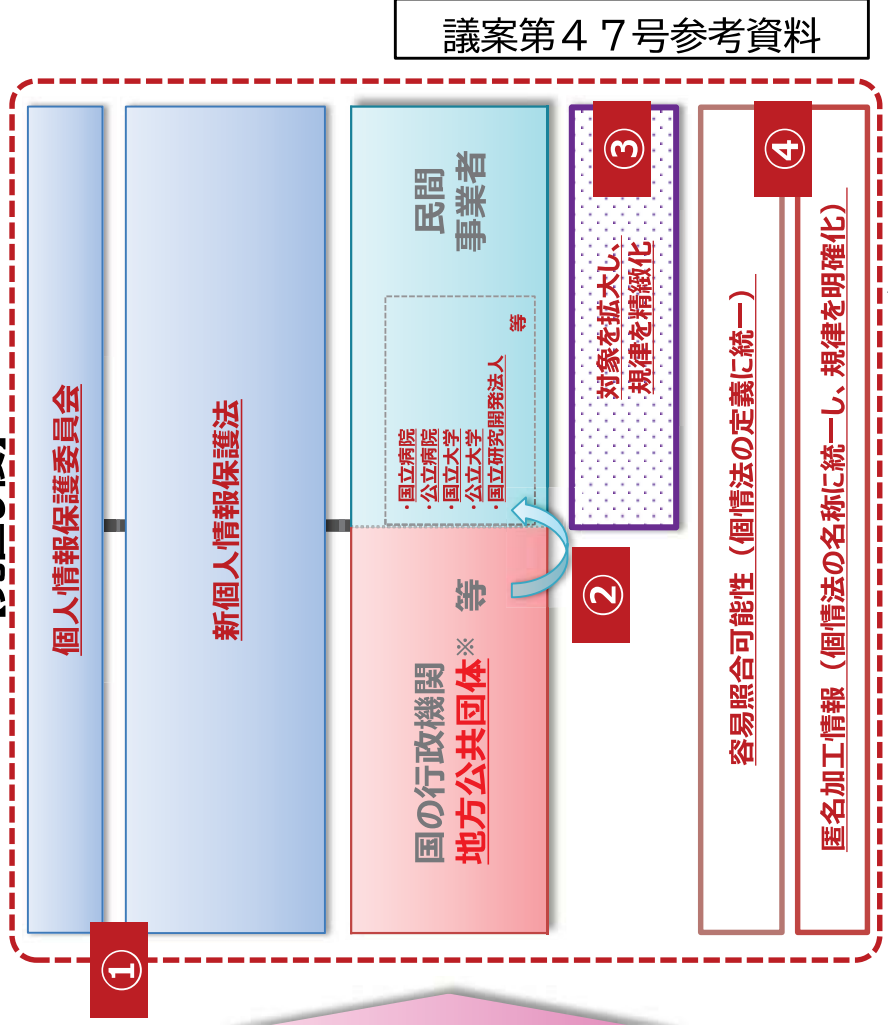 議案第４７号参考資料
①
個人情報保護委員会
新個人情報保護法
国の行政機関
地方公共団体※ 等
民間
事業者
・国立病院
・公立病院
・国立大学
・公立大学
・国立研究開発法人
等
②
③
対象を拡大し、
規律を精緻化
④
容易照合可能性（個情法の定義に統一）
匿名加工情報（個情法の名称に統一し、規律を明確化）